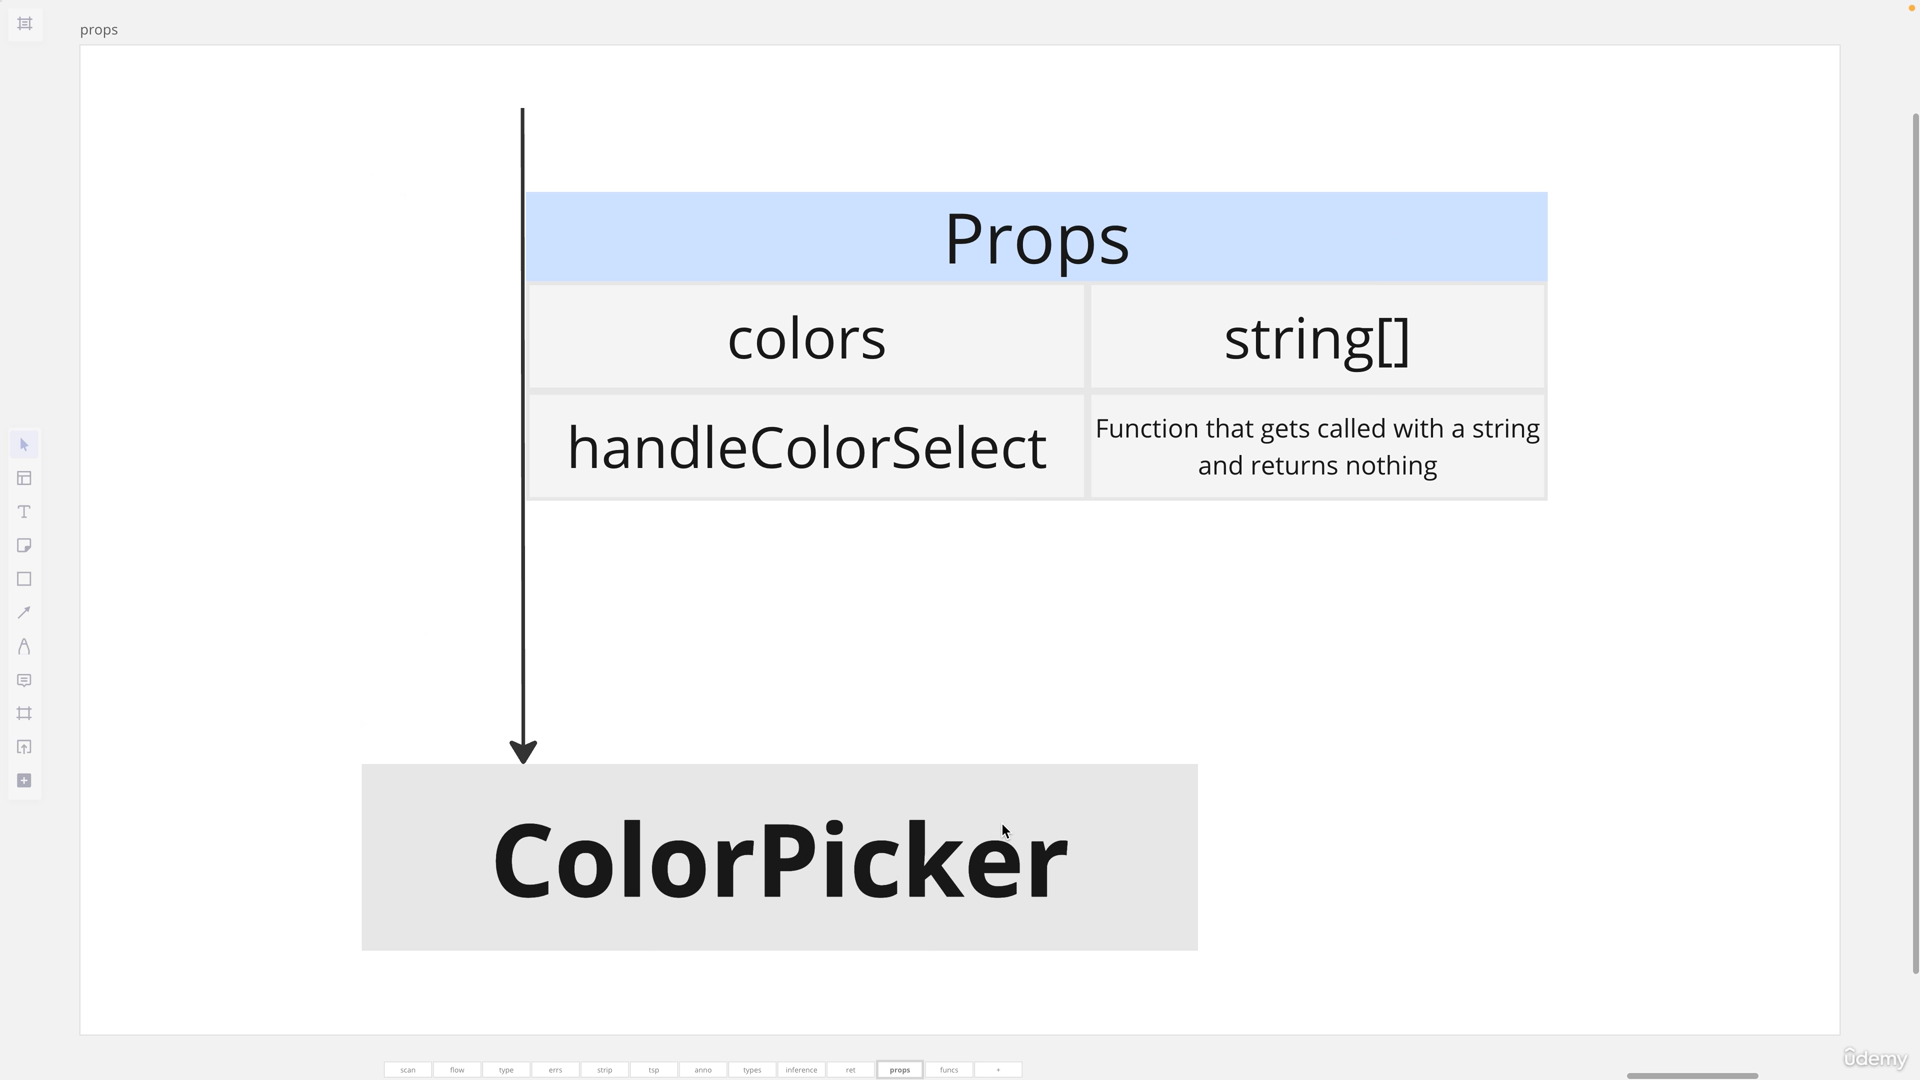 props
Props
colors
string[]
handleColorSelect
Function that gets called with a string
and returns nothing
ColorPicker
scan
flow
type
errs
strip
tsp
anno
types
inference
ret
props
funcs
+
ûdemy